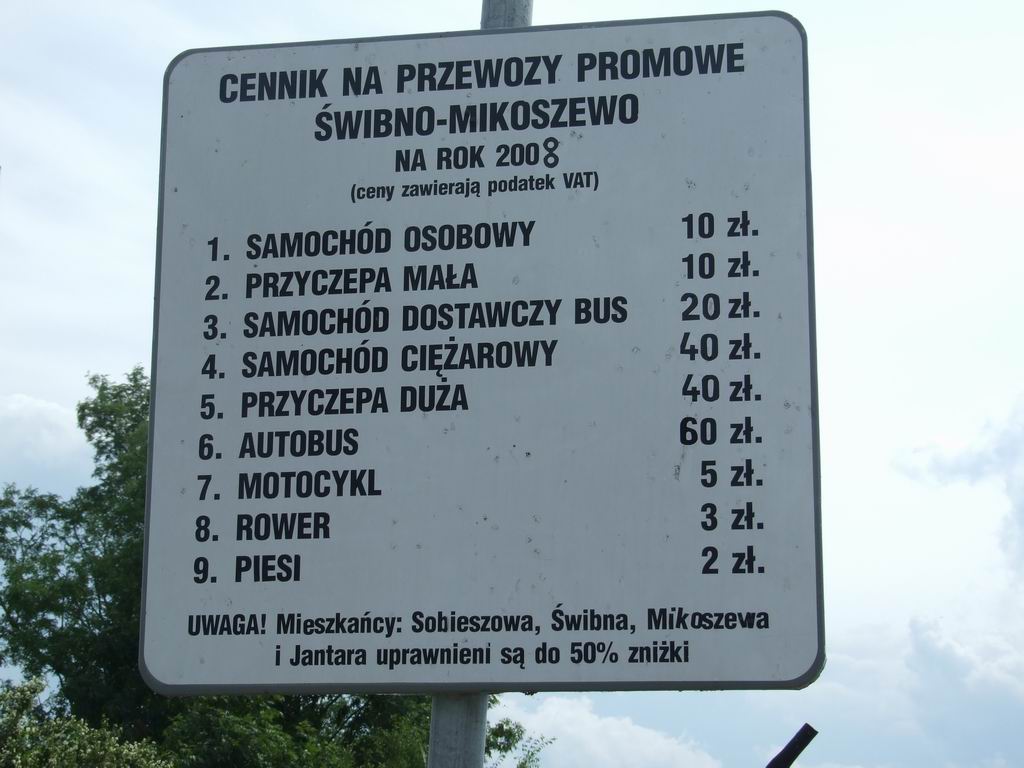 CENNIK NA PRZEWOZY PROMOWE
ŚWIBNO-MIKOSZEWO
NA ROK 2008
(ceny zawierają podatek VAT)
1. SAMOCHÓD OSOBOWY 10 zł.
2. PRZYCZEPA MAŁA 10 zł.
3. SAMOCHÓD DOSTAWCZY BUS 20 zł.
4. SAMOCHÓD CIĘŻAROWY 40 zł.
5. PRZYCZEPA DUŻA 40 zł.
6. AUTOBUS 60 zł.
7. MOTOCYKL 5 zł.
8. ROWER 3 zł.
9. PIESI 2 zł.
UWAGA! Mieszkańcy: Sobieszowa, Świbna, Mikoszewa
i Jantara uprawnieni są do 50% zniżki